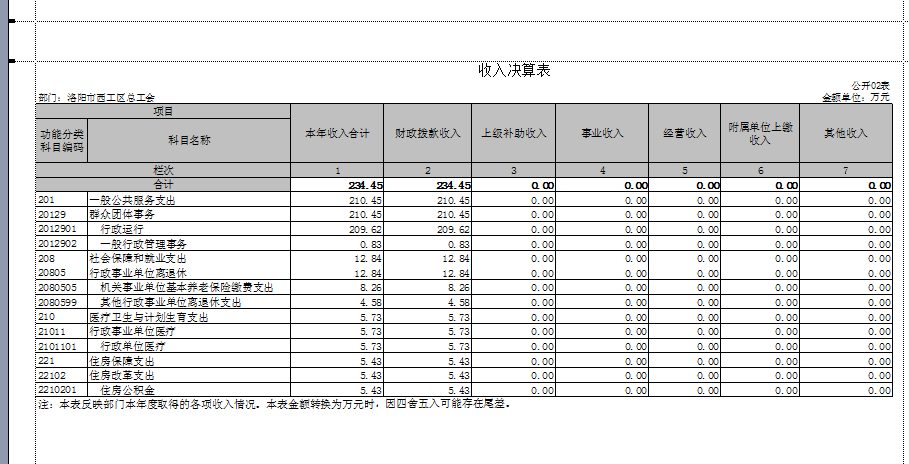 收入决算表
公开02表
部门：洛阳市西工区总工会 金额单位：万元
项目 本年收入合计 财政拨款收入 上级补助收入 事业收入 经营收入 附属单位上缴收入 其他收入
功能分类科目编码 科目名称
栏次 1 2 3 4 5 6 7
合计 234.45 234.45 0.00 0.00 0.00 0.00 0.00
201 一般公共服务支出 210.45 210.45 0.00 0.00 0.00 0.00 0.00
20129 群众团体事务 210.45 210.45 0.00 0.00 0.00 0.00 0.00
2012901 行政运行 209.62 209.62 0.00 0.00 0.00 0.00 0.00
2012902 一般行政管理事务 0.83 0.83 0.00 0.00 0.00 0.00 0.00
208 社会保障和就业支出 12.84 12.84 0.00 0.00 0.00 0.00 0.00
20805 行政事业单位离退休 12.84 12.84 0.00 0.00 0.00 0.00 0.00
2080505 机关事业单位基本养老保险缴费支出 8.26 8.26 0.00 0.00 0.00 0.00 0.00
2080599 其他行政事业单位离退休支出 4.58 4.58 0.00 0.00 0.00 0.00 0.00
210 医疗卫生与计划生育支出 5.73 5.73 0.00 0.00 0.00 0.00 0.00
21011 行政事业单位医疗 5.73 5.73 0.00 0.00 0.00 0.00 0.00
2101101 行政单位医疗 5.73 5.73 0.00 0.00 0.00 0.00 0.00
221 住房保障支出 5.43 5.43 0.00 0.00 0.00 0.00 0.00
22102 住房改革支出 5.43 5.43 0.00 0.00 0.00 0.00 0.00
2210201 住房公积金 5.43 5.43 0.00 0.00 0.00 0.00 0.00
注：本表反映部门本年度取得的各项收入情况。本表金额转换为万元时，因四舍五入可能存在尾差。